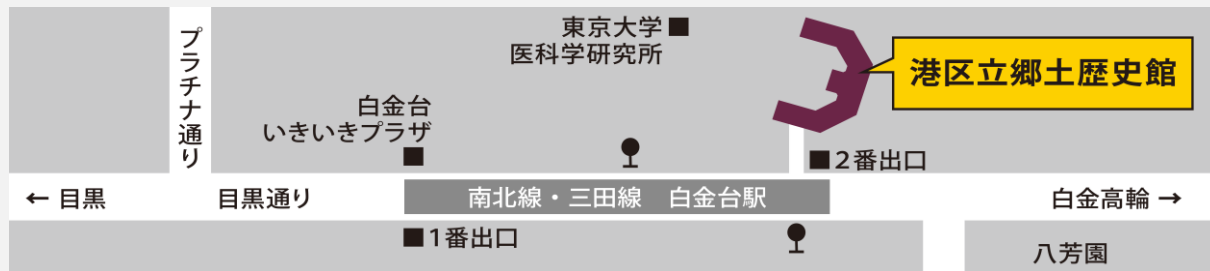 プラチナ通り
東京大学
医科学研究所
港区立郷土歴史館
白金台
いきいきプラザ
2番出口
← 目黒
目黒通り
南北線・三田線　白金台駅
白金高輪 →
1番出口
八芳園